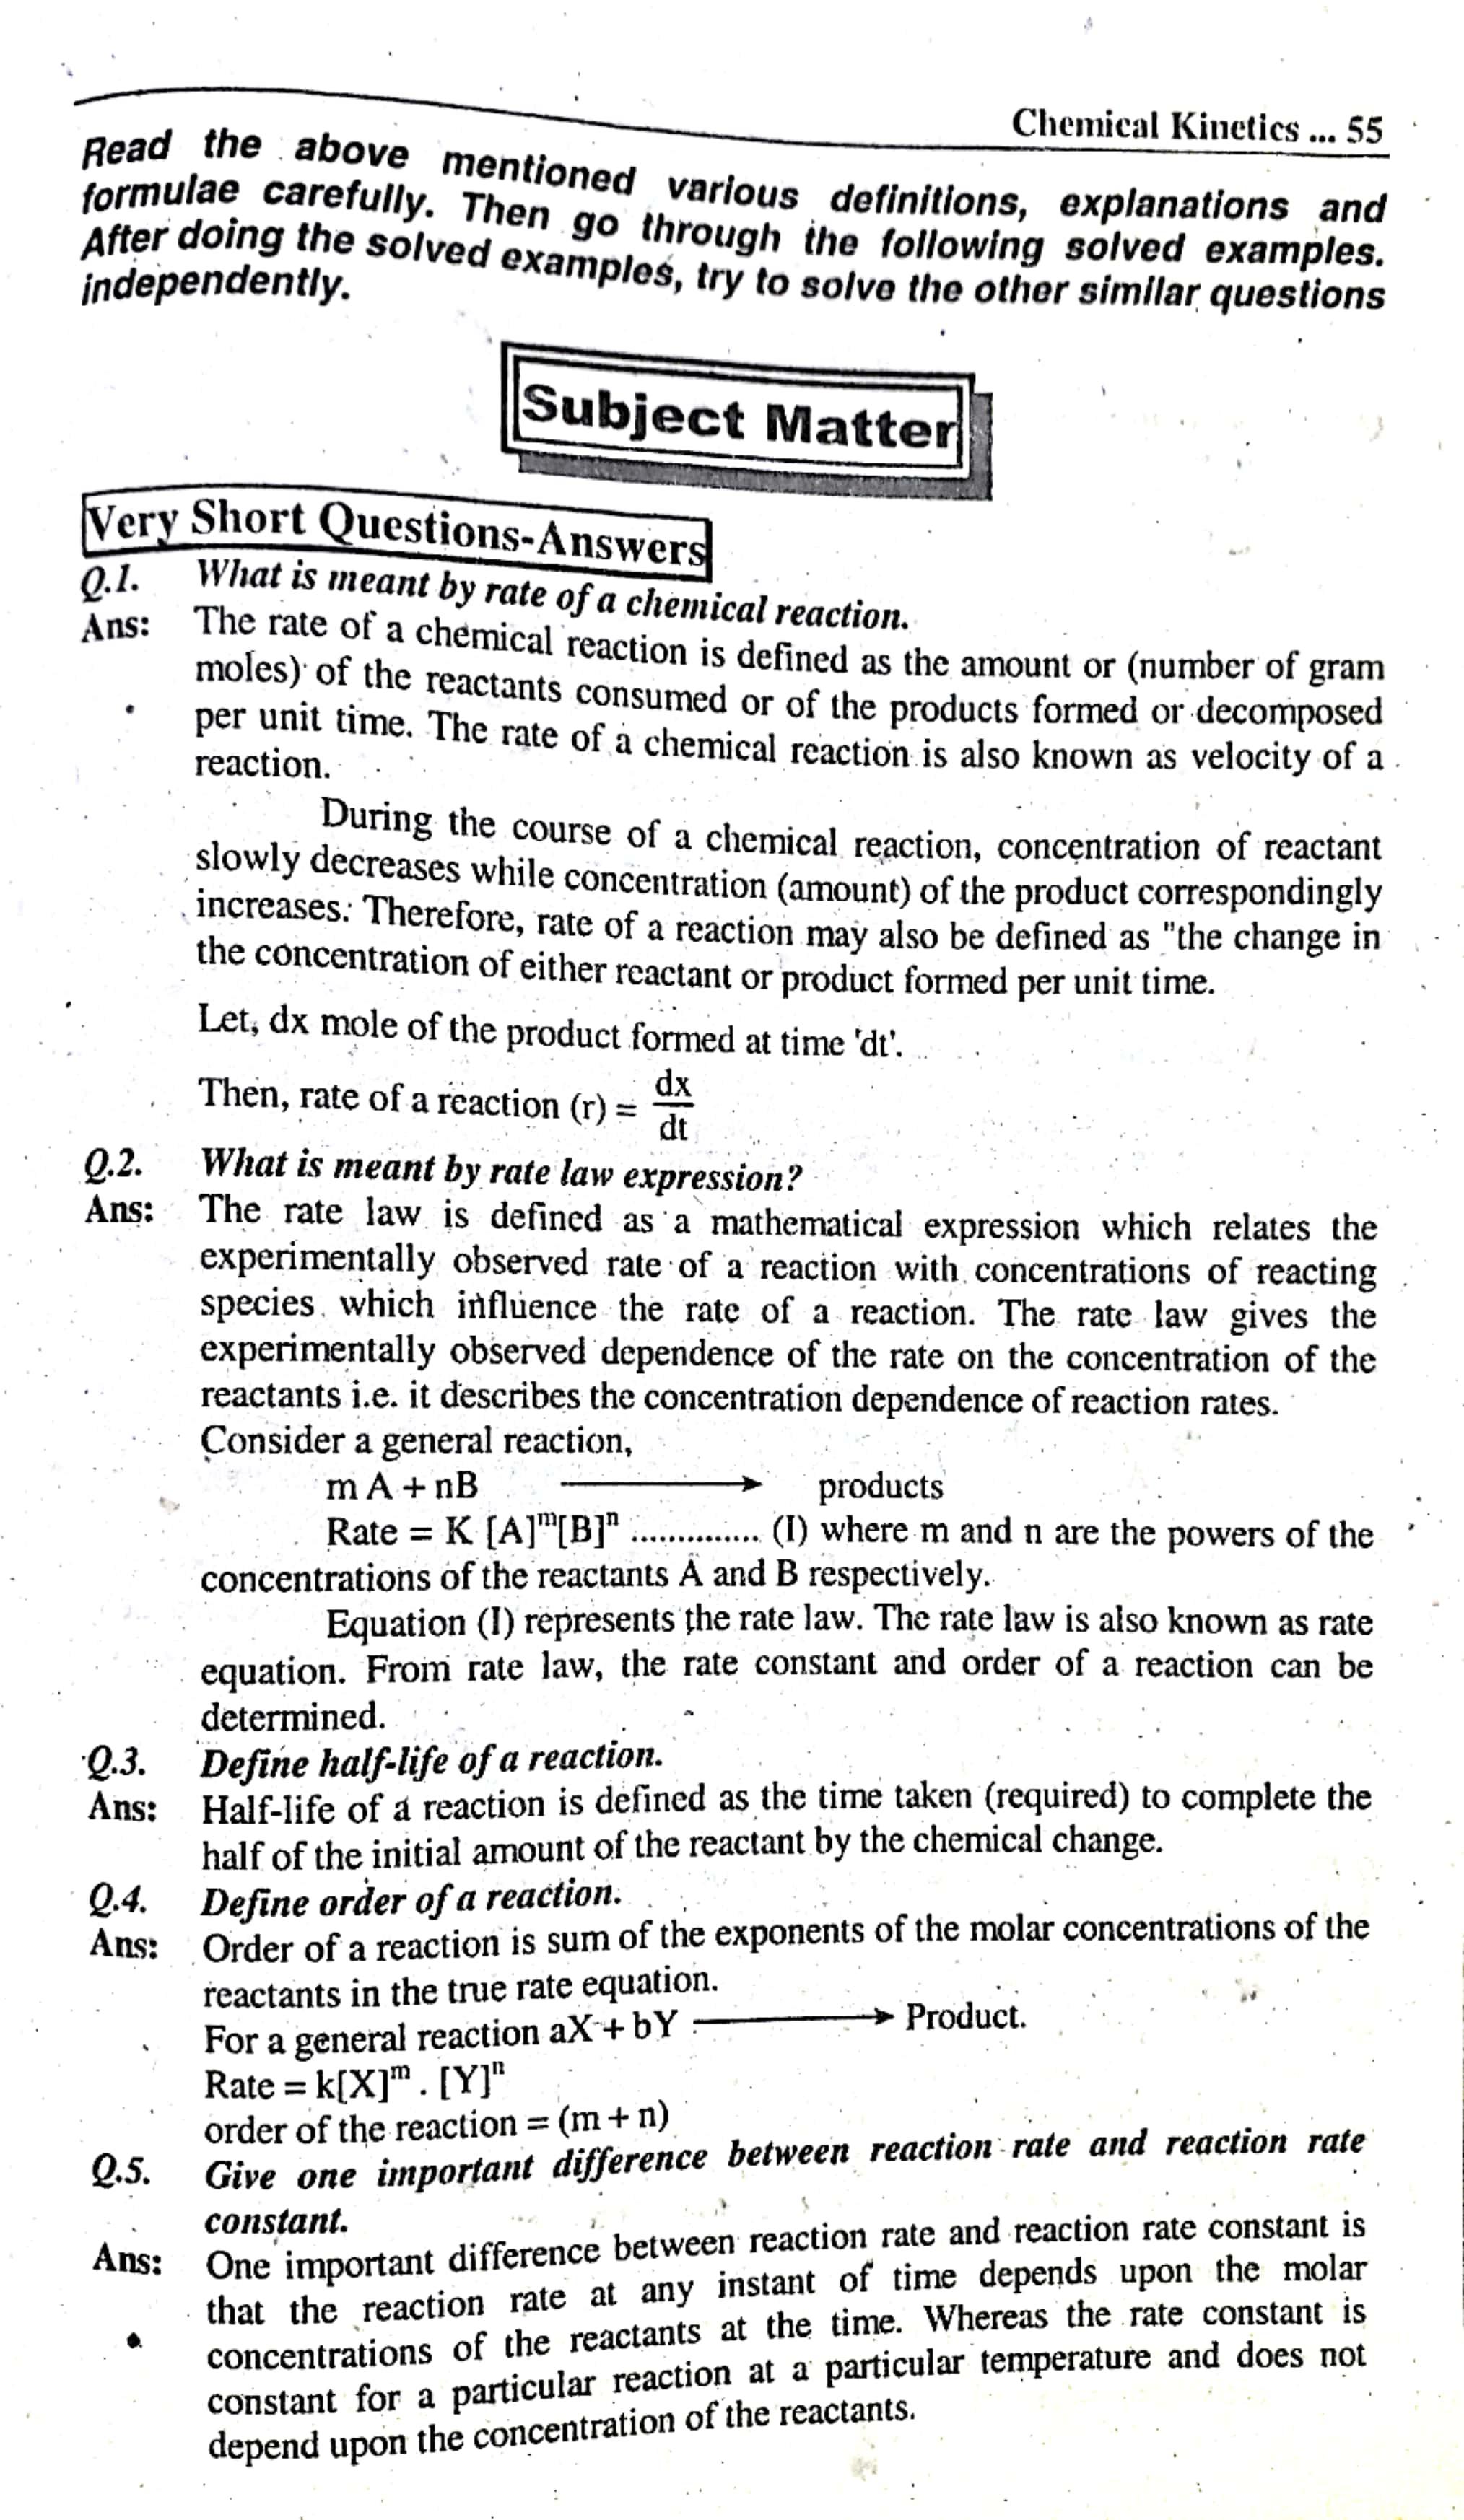 Chemical Kinetics ... 55
Read the above mentioned various definitions, explanations and
formulae carefully. Then go through the following solved examples.
After doing the solved examples, try to solve the other similar questions
independently.
Subject Matter
Very Short Questions-Answers
Q.1. What is meant by rate of a chemical reaction.
Ans: The rate of a chemical reaction is defined as the amount or (number of gram
moles) of the reactants consumed or of the products formed or decomposed
per unit time. The rate of a chemical reaction is also known as velocity of a
reaction.
During the course of a chemical reaction, concentration of reactant
slowly decreases while concentration (amount) of the product correspondingly
increases: Therefore, rate of a reaction may also be defined as "the change in
the concentration of either reactant or product formed per unit time.
Let, dx mole of the product formed at time 'dt'.
Then, rate of a reaction (r) = dx/dt
Q.2. What is meant by rate law expression?
Ans: The rate law is defined as a mathematical expression which relates the
experimentally observed rate of a reaction with concentrations of reacting
species which influence the rate of a reaction. The rate law gives the
experimentally observed dependence of the rate on the concentration of the
reactants i.e. it describes the concentration dependence of reaction rates.
Consider a general reaction,
m A + nB ⟶ products
Rate = K [A]ᵐ[B]ⁿ .............. (I) where m and n are the powers of the
concentrations of the reactants A and B respectively.
Equation (I) represents the rate law. The rate law is also known as rate
equation. From rate law, the rate constant and order of a reaction can be
determined.
Q.3. Define half-life of a reaction.
Ans: Half-life of a reaction is defined as the time taken (required) to complete the
half of the initial amount of the reactant by the chemical change.
Q.4. Define order of a reaction.
Ans: Order of a reaction is sum of the exponents of the molar concentrations of the
reactants in the true rate equation.
For a general reaction aX + bY ⟶ Product.
Rate = k[X]ᵐ . [Y]ⁿ
order of the reaction = (m + n)
Q.5. Give one important difference between reaction rate and reaction rate
constant.
Ans: One important difference between reaction rate and reaction rate constant is
that the reaction rate at any instant of time depends upon the molar
concentrations of the reactants at the time. Whereas the rate constant is
constant for a particular reaction at a particular temperature and does not
depend upon the concentration of the reactants.